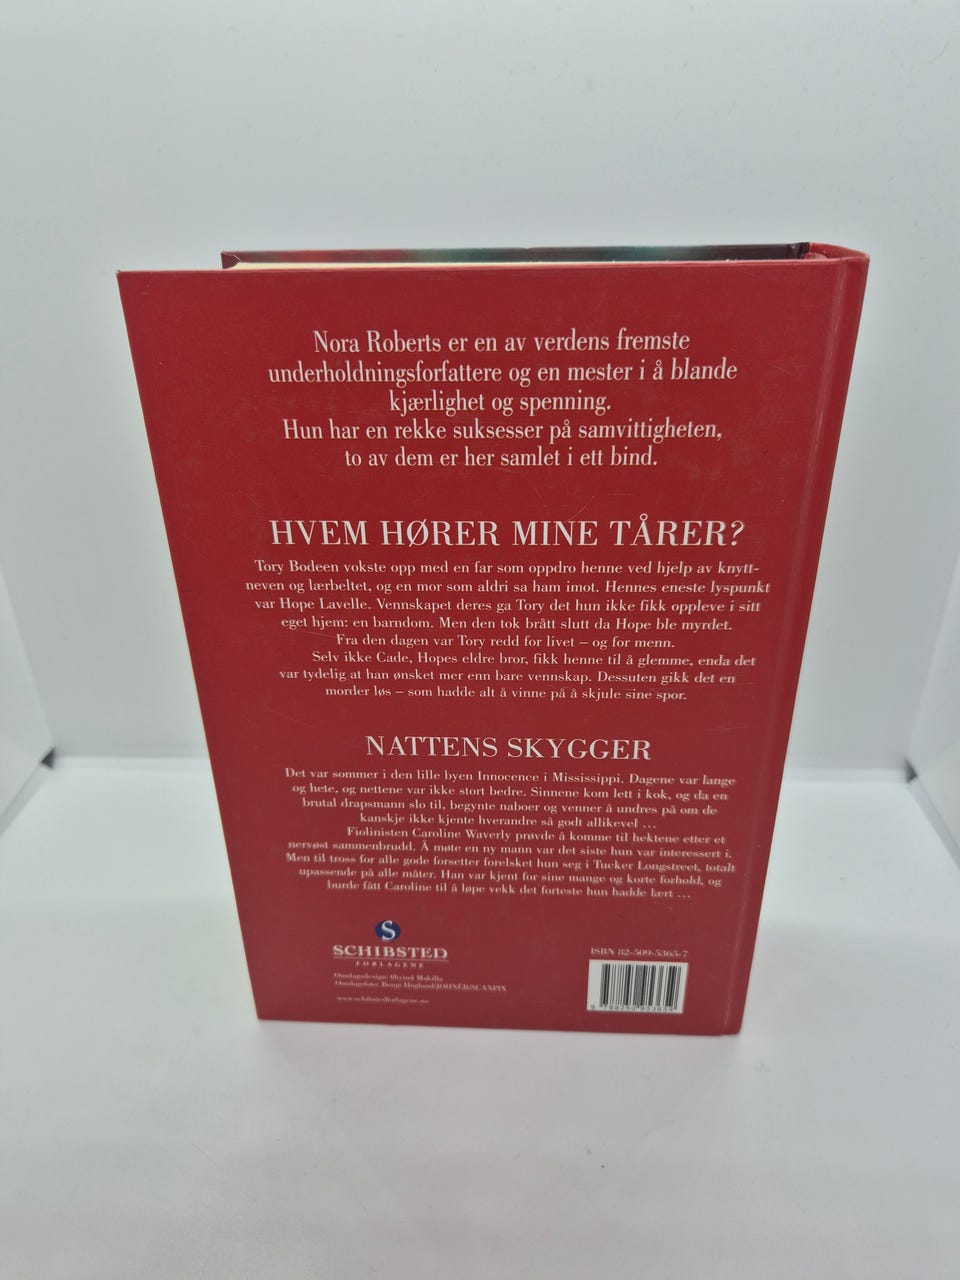 Nora Roberts er en av verdens fremste
underholdningsforfattere og en mester i å blande
kjærlighet og spenning.
Hun har en rekke suksesser på samvittigheten,
to av dem er her samlet i ett bind.
HVEM HØRER MINE TÅRER?
Tory Bodeen vokste opp med en far som oppdro henne ved hjelp av knytt-
neven og lærbeltet, og en mor som aldri sa ham imot. Hennes eneste lyspunkt
var Hope Lavelle. Vennskapet deres ga Tory det hun ikke fikk oppleve i sitt
eget hjem: en barndom. Men den tok brått slutt da Hope ble myrdet.
Fra den dagen var Tory redd for livet – og for menn.
Selv ikke Cade, Hopes eldre bror, fikk henne til å glemme, enda det
var tydelig at han ønsket mer enn bare vennskap. Dessuten gikk det en
morder løs – som hadde alt å vinne på å skjule sine spor.
NATTENS SKYGGER
Det var sommer i den lille byen Innocence i Mississippi. Dagene var lange
og hete, og nettene var ikke stort bedre. Sinnene kom lett i kok, og da en
brutal drapsmann slo til, begynte naboer og venner å undres på om de
kanskje ikke kjente hverandre så godt allikevel …
Fiolinisten Caroline Waverly prøvde å komme til hektene etter et
nervøst sammenbrudd. Å møte en ny mann var det siste hun var interessert i.
Men til tross for alle gode forsetter forelsket hun seg i Tucker Longstreet, totalt
upassende på alle måter. Han var kjent for sine mange og korte forhold, og
burde fått Caroline til å løpe vekk det forteste hun hadde lært …
S
SCHIBSTED
FORLAGENE
Omslagsdesign: Øyvind
Omslagsfoto: Bengt Höglund/JOHNÉR/SCANPIX
www.schibstedforlagene.no
ISBN 82-509-5365-7